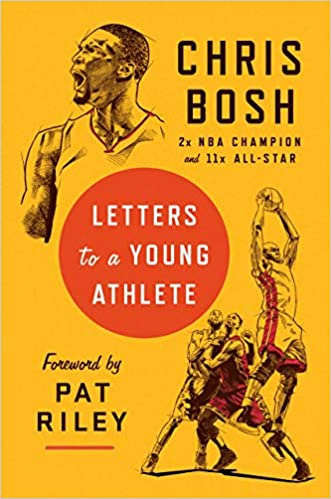 CHRIS
BOSH
2x NBA CHAMPION
and 11x ALL-STAR
LETTERS
to a YOUNG
ATHLETE
Foreword by
PAT
RILEY